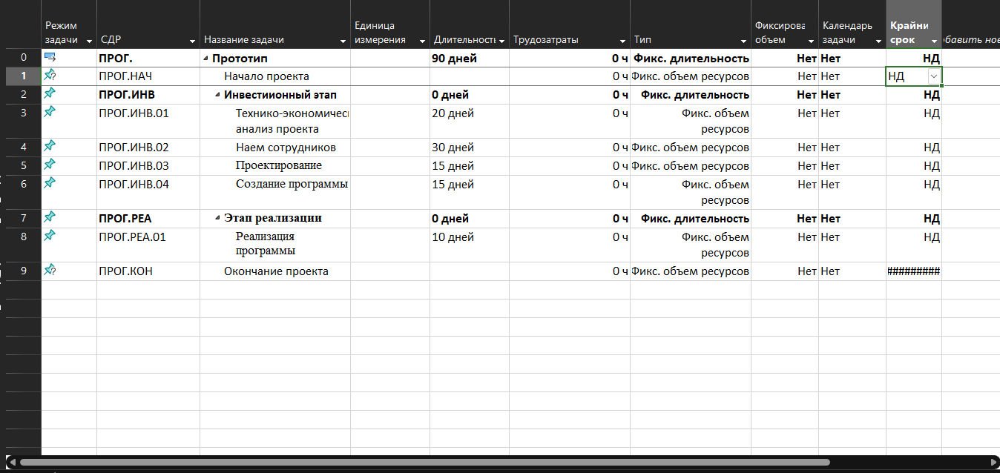 Режим задачи СДР Название задачи Единица измерения Длительность Трудозатраты Тип Фиксирова объем Календарь задачи Крайни срок обавить нов
0 ПРОГ. Прототип 90 дней 0 ч Фикс. длительность Нет Нет НД
1 ПРОГ.НАЧ Начало проекта 0 ч Фикс. объем ресурсов Нет Нет НД
2 ПРОГ.ИНВ Инвестиионный этап 0 дней 0 ч Фикс. длительность Нет Нет НД
3 ПРОГ.ИНВ.01 Технико-экономичес 20 дней 0 ч Фикс. объем Нет Нет НД
анализ проекта ресурсов
4 ПРОГ.ИНВ.02 Наем сотрудников 30 дней 0 ч Фикс. объем ресурсов Нет Нет НД
5 ПРОГ.ИНВ.03 Проектирование 15 дней 0 ч Фикс. объем ресурсов Нет Нет НД
6 ПРОГ.ИНВ.04 Создание программы 15 дней 0 ч Фикс. объем Нет Нет НД
ресурсов
7 ПРОГ.РЕА Этап реализации 0 дней 0 ч Фикс. длительность Нет Нет НД
8 ПРОГ.РЕА.01 Реализация 10 дней 0 ч Фикс. объем Нет Нет НД
программы ресурсов
9 ПРОГ.КОН Окончание проекта 0 ч Фикс. объем ресурсов Нет Нет #########